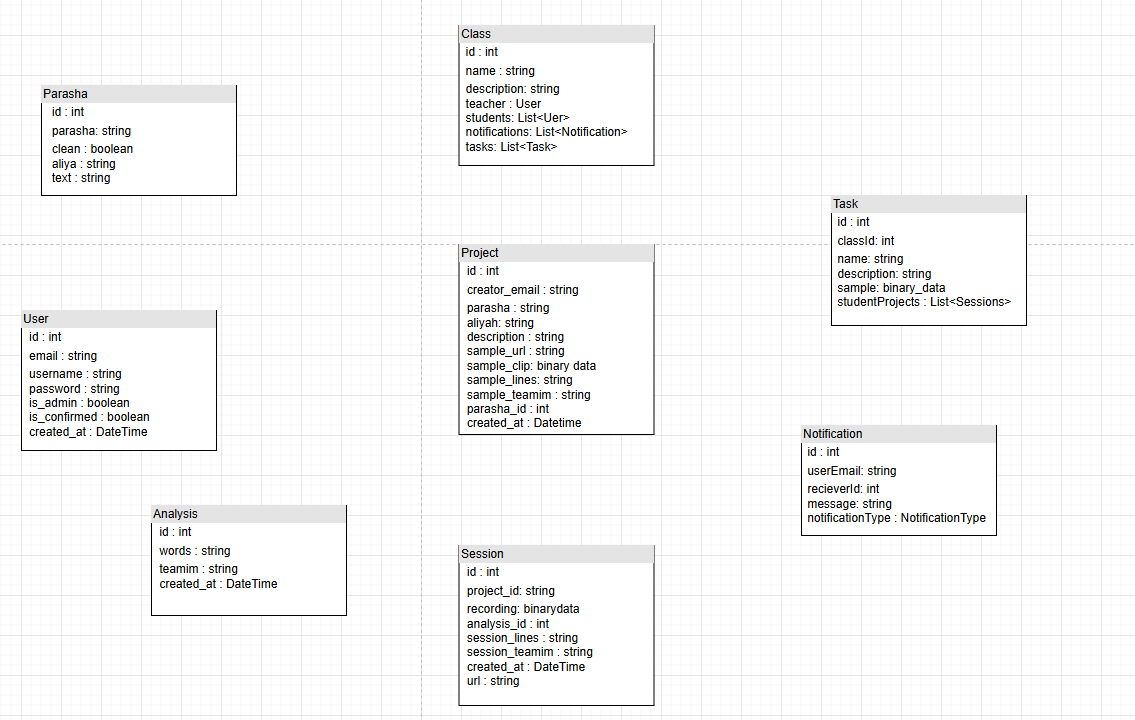 Class
id : int
name : string
description: string
teacher : User
students: List<Uer>
notifications: List<Notification>
tasks: List<Task>
Parasha
id : int
parasha: string
clean : boolean
aliya : string
text : string
Task
id : int
classId: int
name: string
description: string
sample: binary_data
studentProjects : List<Sessions>
Project
id : int
creator_email : string
parasha : string
aliyah: string
description : string
sample_url : string
sample_clip: binary data
sample_lines: string
sample_teamim : string
parasha_id : int
created_at : Datetime
User
id : int
email : string
username : string
password : string
is_admin : boolean
is_confirmed : boolean
created_at : DateTime
Notification
id : int
userEmail: string
recieverId: int
message: string
notificationType : NotificationType
Analysis
id : int
words : string
teamim : string
created_at : DateTime
Session
id : int
project_id: string
recording: binarydata
analysis_id : int
session_lines : string
session_teamim : string
created_at : DateTime
url : string